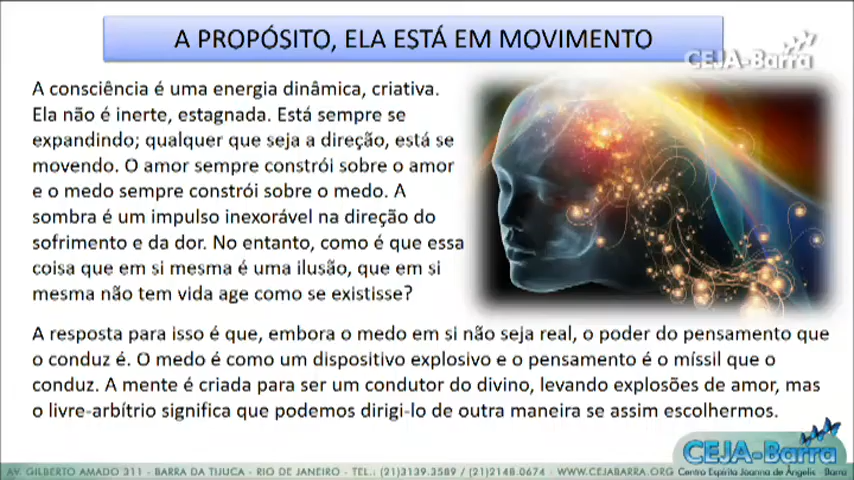 A PROPÓSITO, ELA ESTÁ EM MOVIMENTO
CEJA-Barra
A consciência é uma energia dinâmica, criativa.
Ela não é inerte, estagnada. Está sempre se
expandindo; qualquer que seja a direção, está se
movendo. O amor sempre constrói sobre o amor
e o medo sempre constrói sobre o medo. A
sombra é um impulso inexorável na direção do
sofrimento e da dor. No entanto, como é que essa
coisa que em si mesma é uma ilusão, que em si
mesma não tem vida age como se existisse?
A resposta para isso é que, embora o medo em si não seja real, o poder do pensamento que
o conduz é. O medo é como um dispositivo explosivo e o pensamento é o míssil que o
conduz. A mente é criada para ser um condutor do divino, levando explosões de amor, mas
o livre-arbítrio significa que podemos dirigi-lo de outra maneira se assim escolhermos.
CEJA-Barra
AV. GILBERTO AMADO 311 - BARRA DA TIJUCA - RIO DE JANEIRO - TEL.: (21)3139.3589 / (21)2148.0674 - WWW.CEJABARRA.ORG Centro Espírita Joanna de Ângelis - Barra